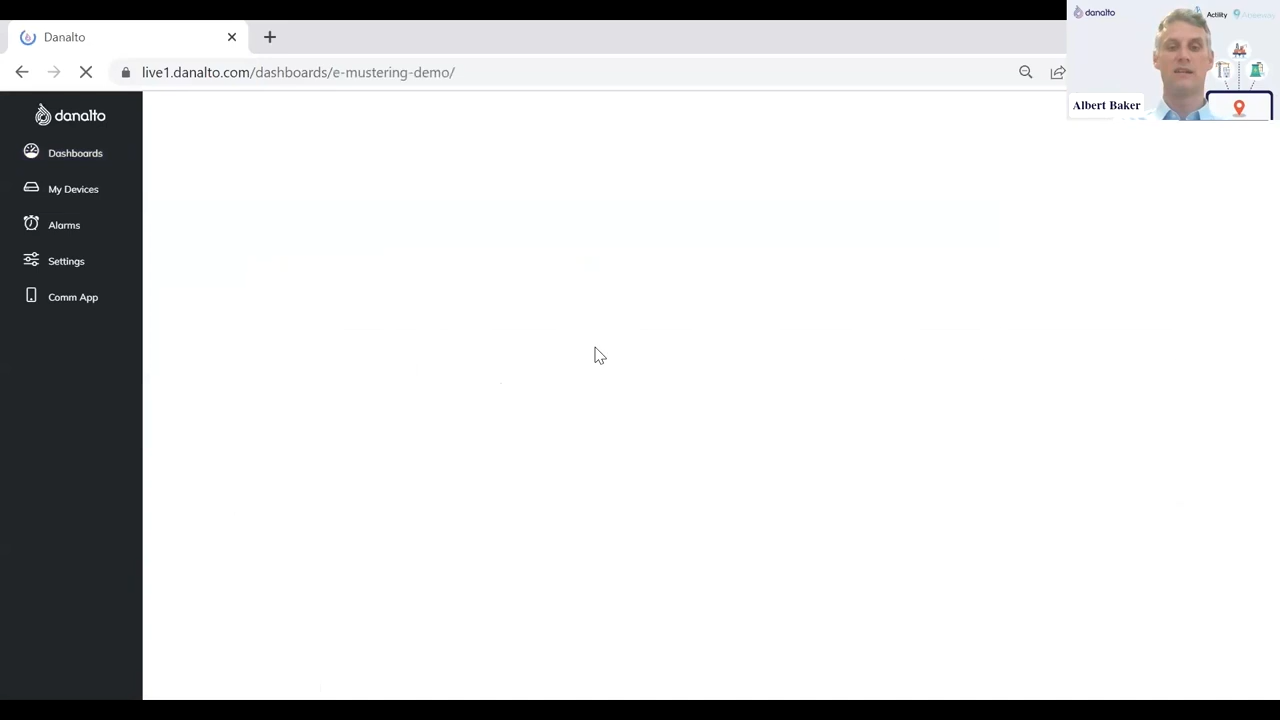 Danalto
live1.danalto.com/dashboards/e-mustering-demo/
danalto
Dashboards
My Devices
Alarms
Settings
Comm App
danalto
Actility
Albert Baker